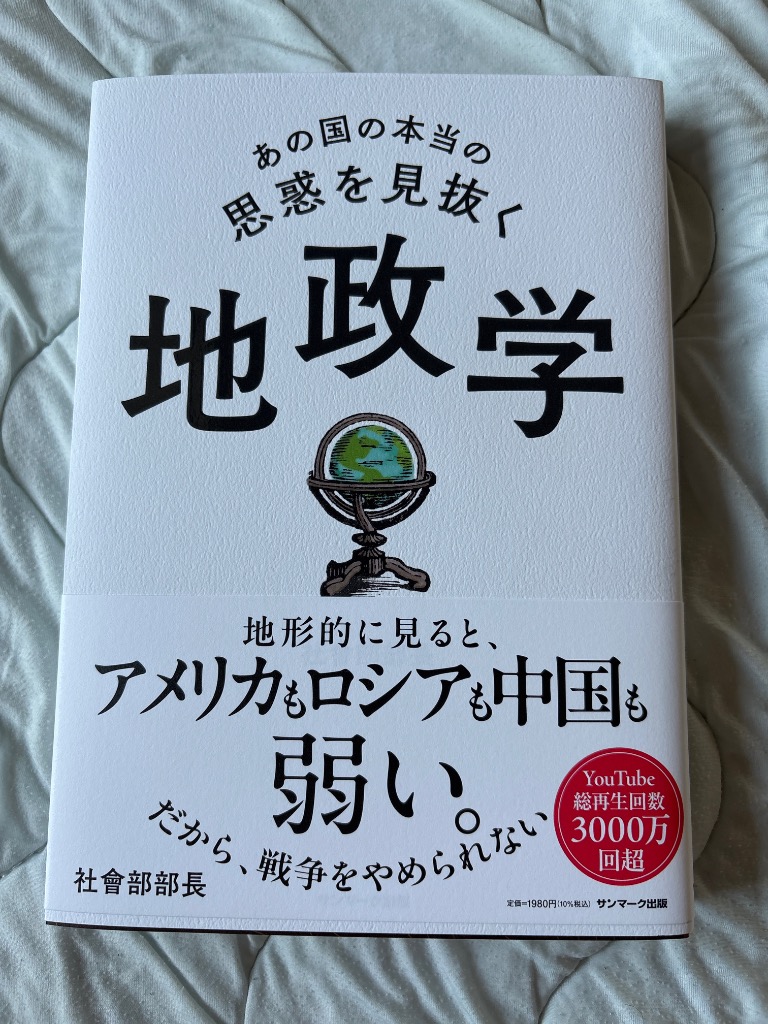 あの国の本当の
思惑を見抜く
地政学
地形的に見ると、
アメリカもロシアも中国も
弱い。
だから、戦争をやめられない
社會部部長
YouTube
総再生回数
3000万
回超
定価=1980円(10%税込) サンマーク出版